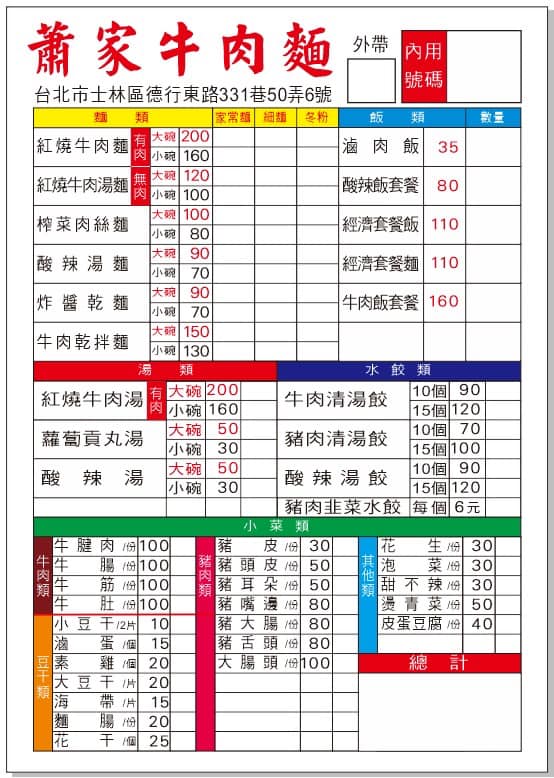 蕭家牛肉麵
外帶
內用號碼
台北市士林區德行東路331巷50弄6號
麵類 家常麵 細麵 冬粉 飯類 數量
紅燒牛肉麵 有肉 大碗 200 滷肉飯 35
小碗 160
紅燒牛肉湯麵 無肉 大碗 120 酸辣飯套餐 80
小碗 100
榨菜肉絲麵 大碗 100 經濟套餐飯 110
小碗 80
酸辣湯麵 大碗 90 經濟套餐麵 110
小碗 70
炸醬乾麵 大碗 90 牛肉飯套餐 160
小碗 70
牛肉乾拌麵 大碗 150
小碗 130
湯類 水餃類
紅燒牛肉湯 有肉 大碗 200 牛肉清湯餃 10個 90
小碗 160 15個 120
蘿蔔貢丸湯 大碗 50 豬肉清湯餃 10個 70
小碗 30 15個 100
酸辣湯 大碗 50 酸辣湯餃 10個 90
小碗 30 15個 120
豬肉韭菜水餃 每個 6元
小菜類
牛肉類 牛腱肉/份 100 豬肉類 豬皮/份 30 其他類 花生/份 30
牛腸/份 100 豬頭皮/份 50 泡菜/份 30
牛筋/份 100 豬耳朵/份 50 甜不辣/份 30
牛肚/份 100 豬嘴邊/份 80 燙青菜/份 50
豆干類 小豆干/2片 10 豬大腸/份 80 皮蛋豆腐/份 40
滷蛋/個 15 豬舌頭/份 80
素雞/個 20 大腸頭/份 100 總計
大豆干/片 20
海帶/片 15
麵腸/份 20
花干/個 25